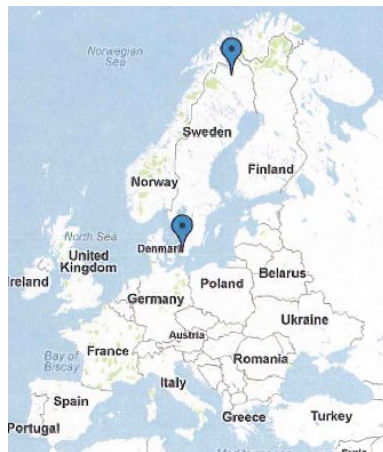 Norwegian
Sea
Sweden
Finland
Norway
North Sea
Denmark
United
Kingdom
Ireland
Belarus
Poland
Germany
Ukraine
Austria
France
Romania
Bay of
Biscay
Italy
Spain
Greece
Turkey
Portugal